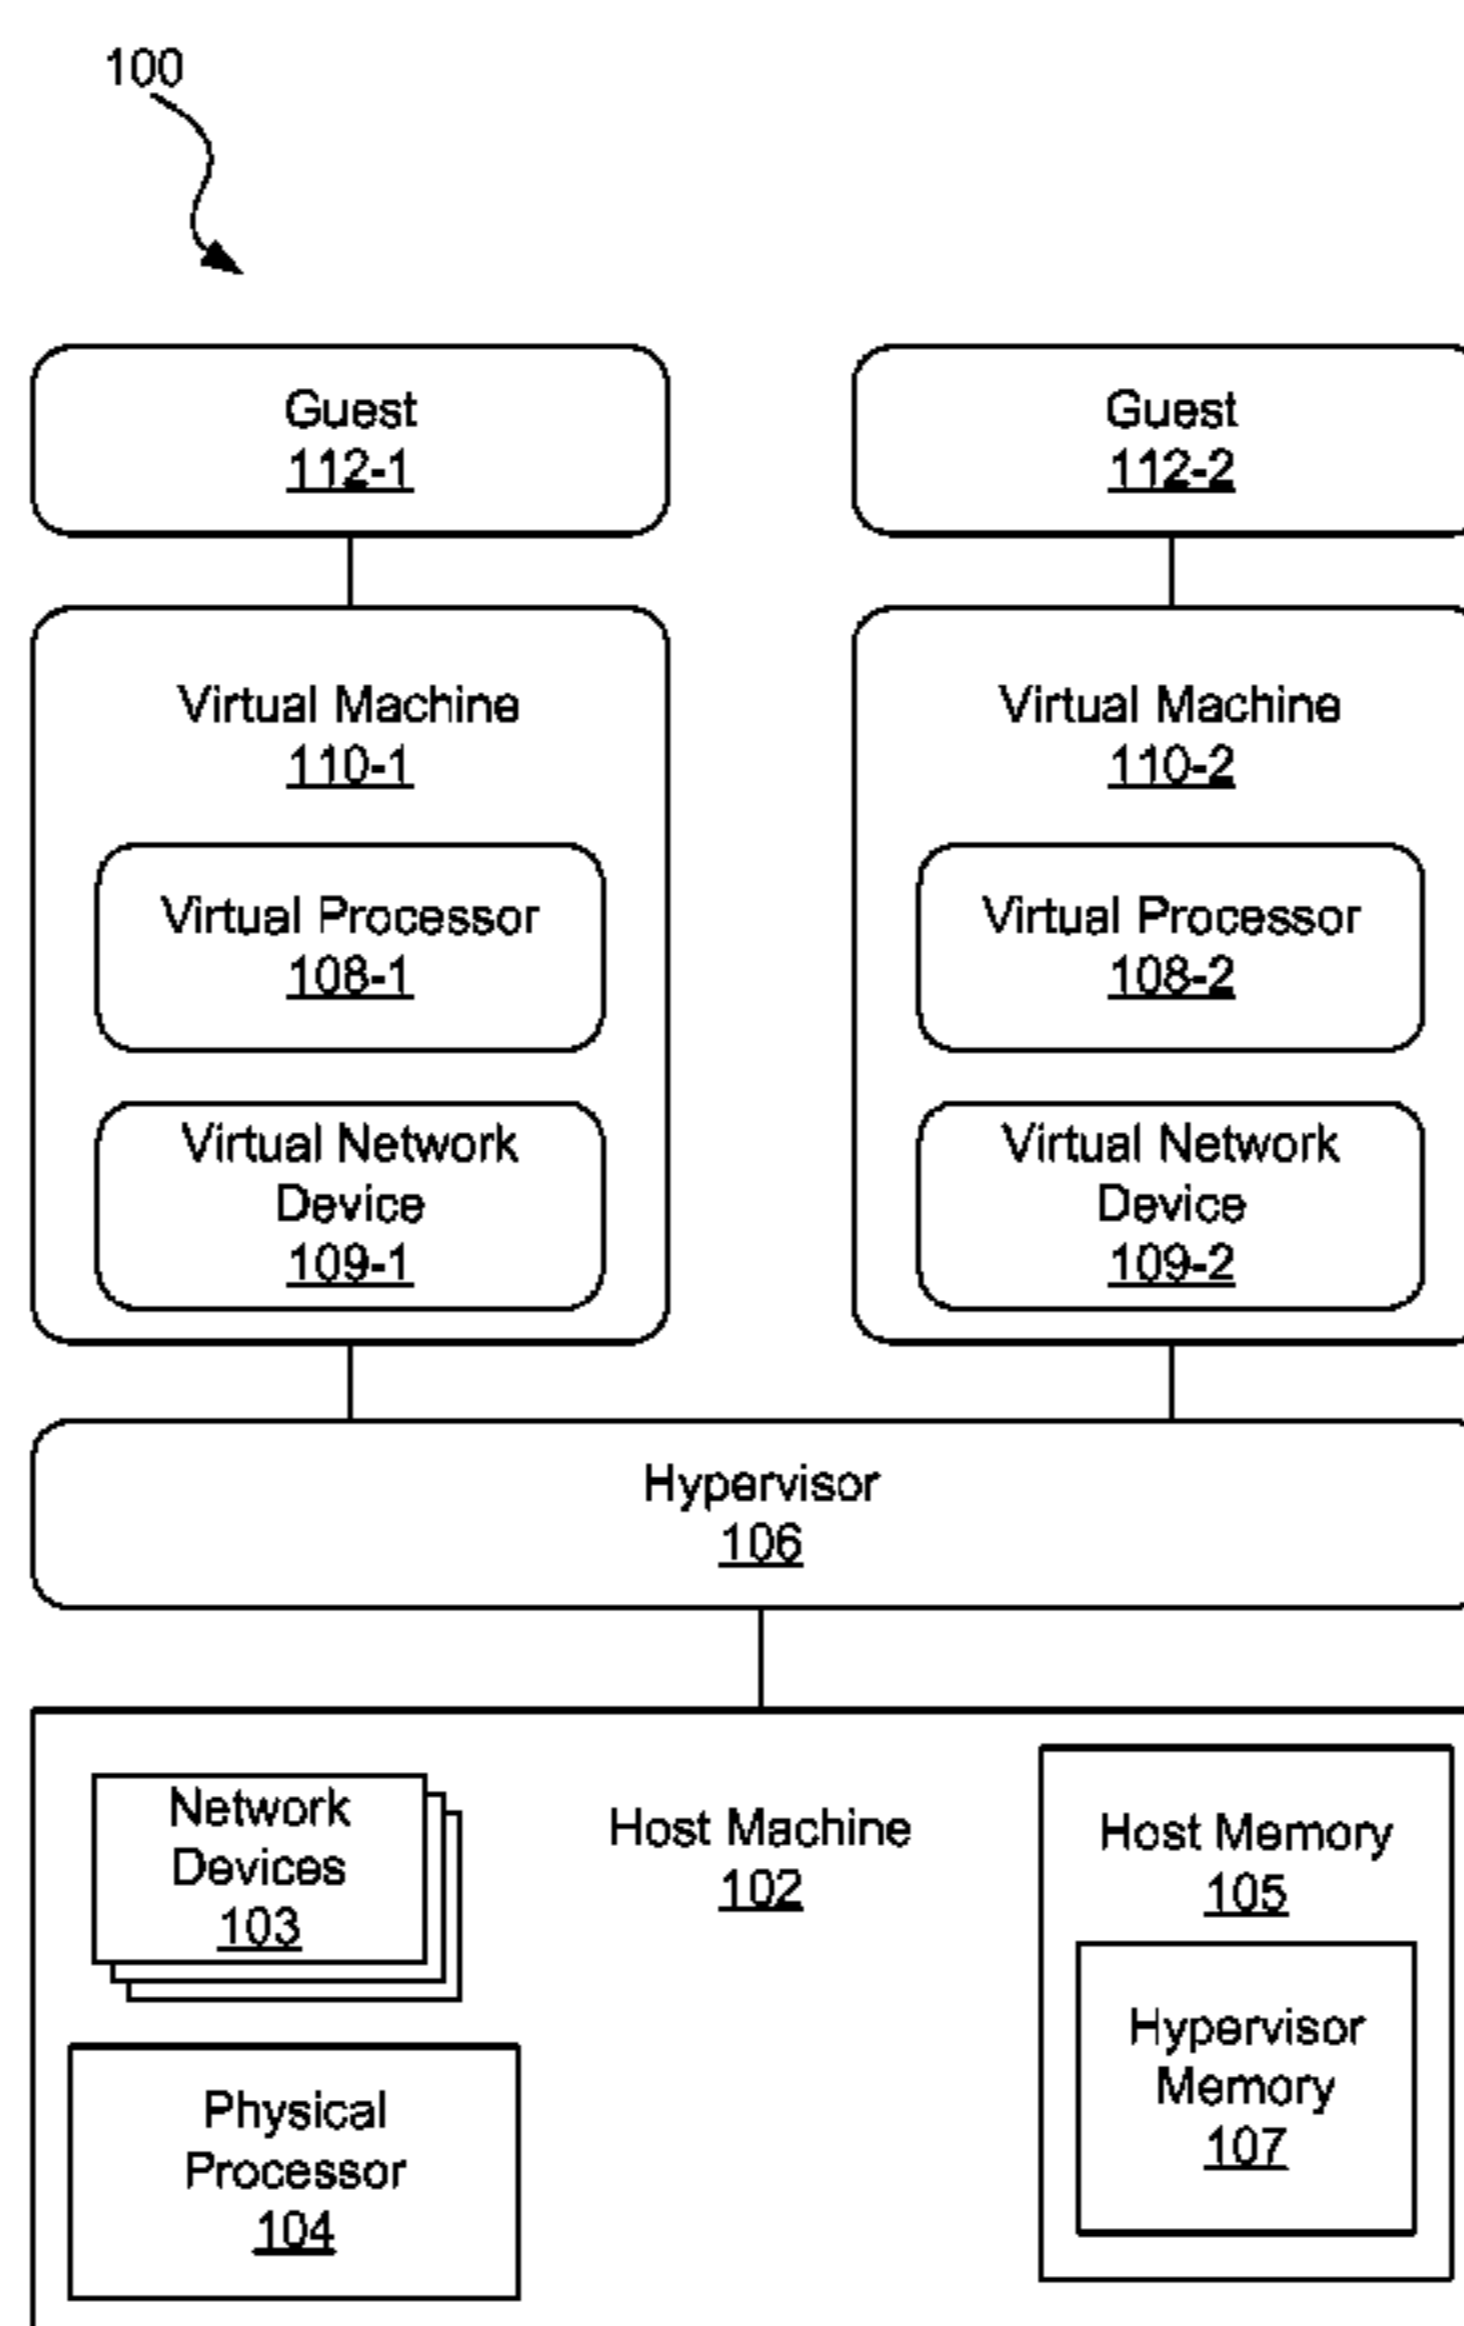 100
Guest
112-1
Guest
112-2
Virtual Machine
110-1
Virtual Processor
108-1
Virtual Network
Device
109-1
Virtual Machine
110-2
Virtual Processor
108-2
Virtual Network
Device
109-2
Hypervisor
106
Network
Devices
103
Physical
Processor
104
Host Machine
102
Host Memory
105
Hypervisor
Memory
107